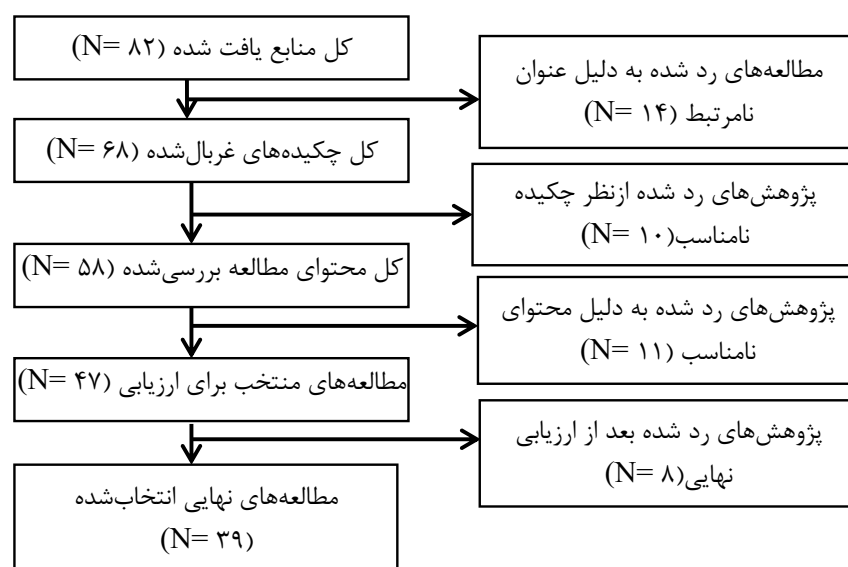 کل منابع یافت شده (N= ۸۲)
مطالعه‌های رد شده به دلیل عنوان
نامرتبط (N= ۱۴)
کل چکیده‌های غربال‌شده (N= ۶۸)
پژوهش‌های رد شده ازنظر چکیده
نامناسب(N= ۱۰)
کل محتوای مطالعه بررسی‌شده (N= ۵۸)
پژوهش‌های رد شده به دلیل محتوای
نامناسب (N= ۱۱)
مطالعه‌های منتخب برای ارزیابی (N= ۴۷)
پژوهش‌های رد شده بعد از ارزیابی
نهایی(N= ۸)
مطالعه‌های نهایی انتخاب‌شده
(N= ۳۹)